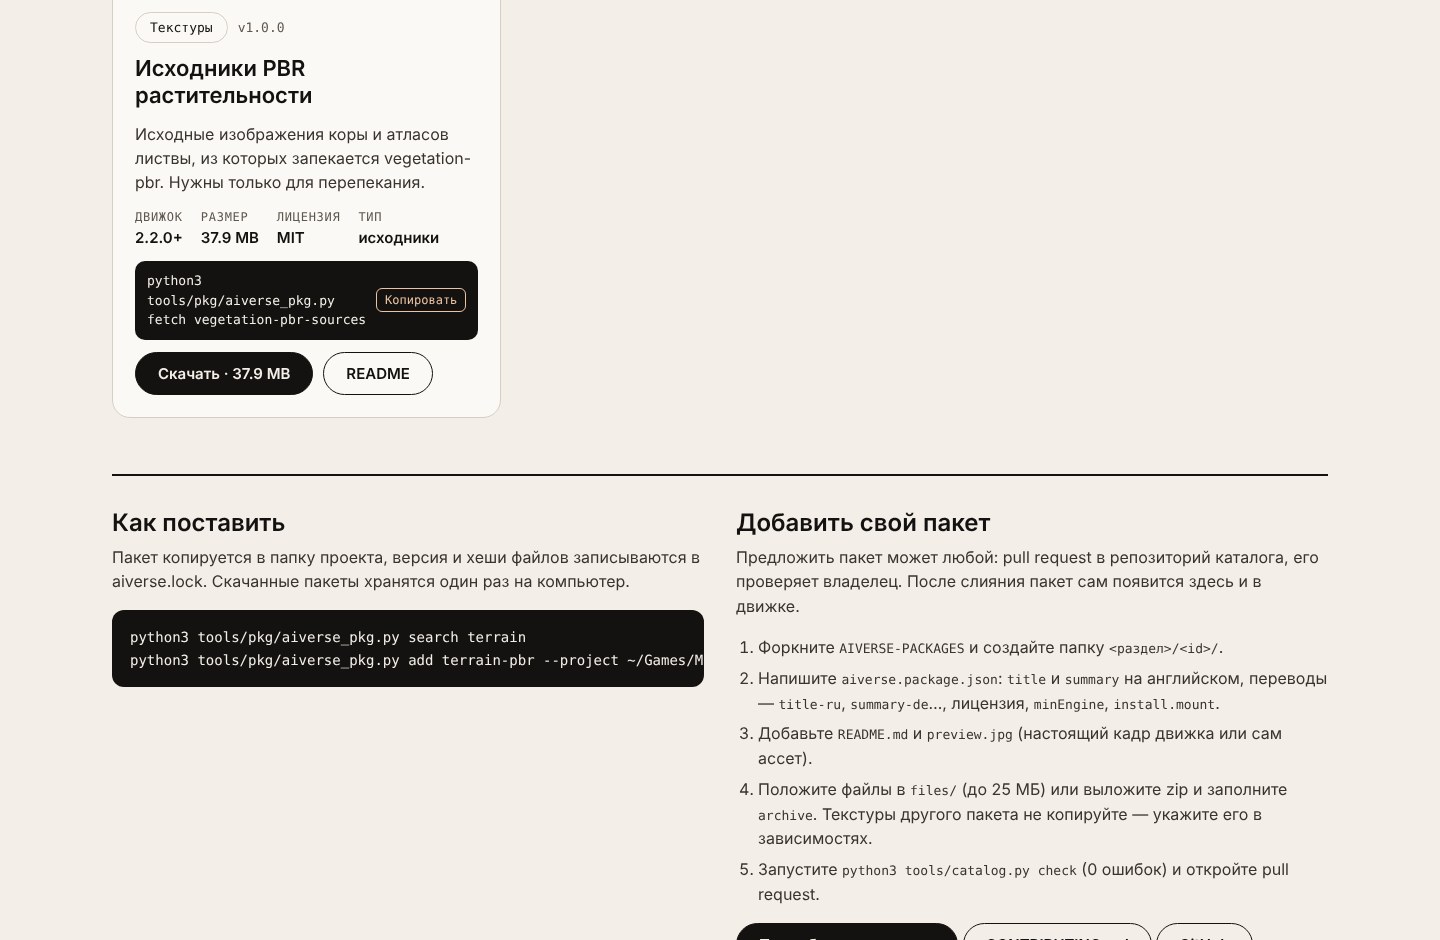 Текстуры v1.0.0
Исходники PBR
растительности
Исходные изображения коры и атласов
листвы, из которых запекается vegetation-
pbr. Нужны только для перепекания.
ДВИЖОК РАЗМЕР ЛИЦЕНЗИЯ ТИП
2.2.0+ 37.9 MB MIT исходники
python3
tools/pkg/aiverse_pkg.py
fetch vegetation-pbr-sources
Копировать
Скачать · 37.9 MB README
Как поставить
Пакет копируется в папку проекта, версия и хеши файлов записываются в
aiverse.lock. Скачанные пакеты хранятся один раз на компьютер.
python3 tools/pkg/aiverse_pkg.py search terrain
python3 tools/pkg/aiverse_pkg.py add terrain-pbr --project ~/Games/M
Добавить свой пакет
Предложить пакет может любой: pull request в репозиторий каталога, его
проверяет владелец. После слияния пакет сам появится здесь и в
движке.
1. Форкните AIVERSE-PACKAGES и создайте папку <раздел>/<id>/.
2. Напишите aiverse.package.json: title и summary на английском, переводы
— title-ru, summary-de…, лицензия, minEngine, install.mount.
3. Добавьте README.md и preview.jpg (настоящий кадр движка или сам
ассет).
4. Положите файлы в files/ (до 25 МБ) или выложите zip и заполните
archive. Текстуры другого пакета не копируйте — укажите его в
зависимостях.
5. Запустите python3 tools/catalog.py check (0 ошибок) и откройте pull
request.